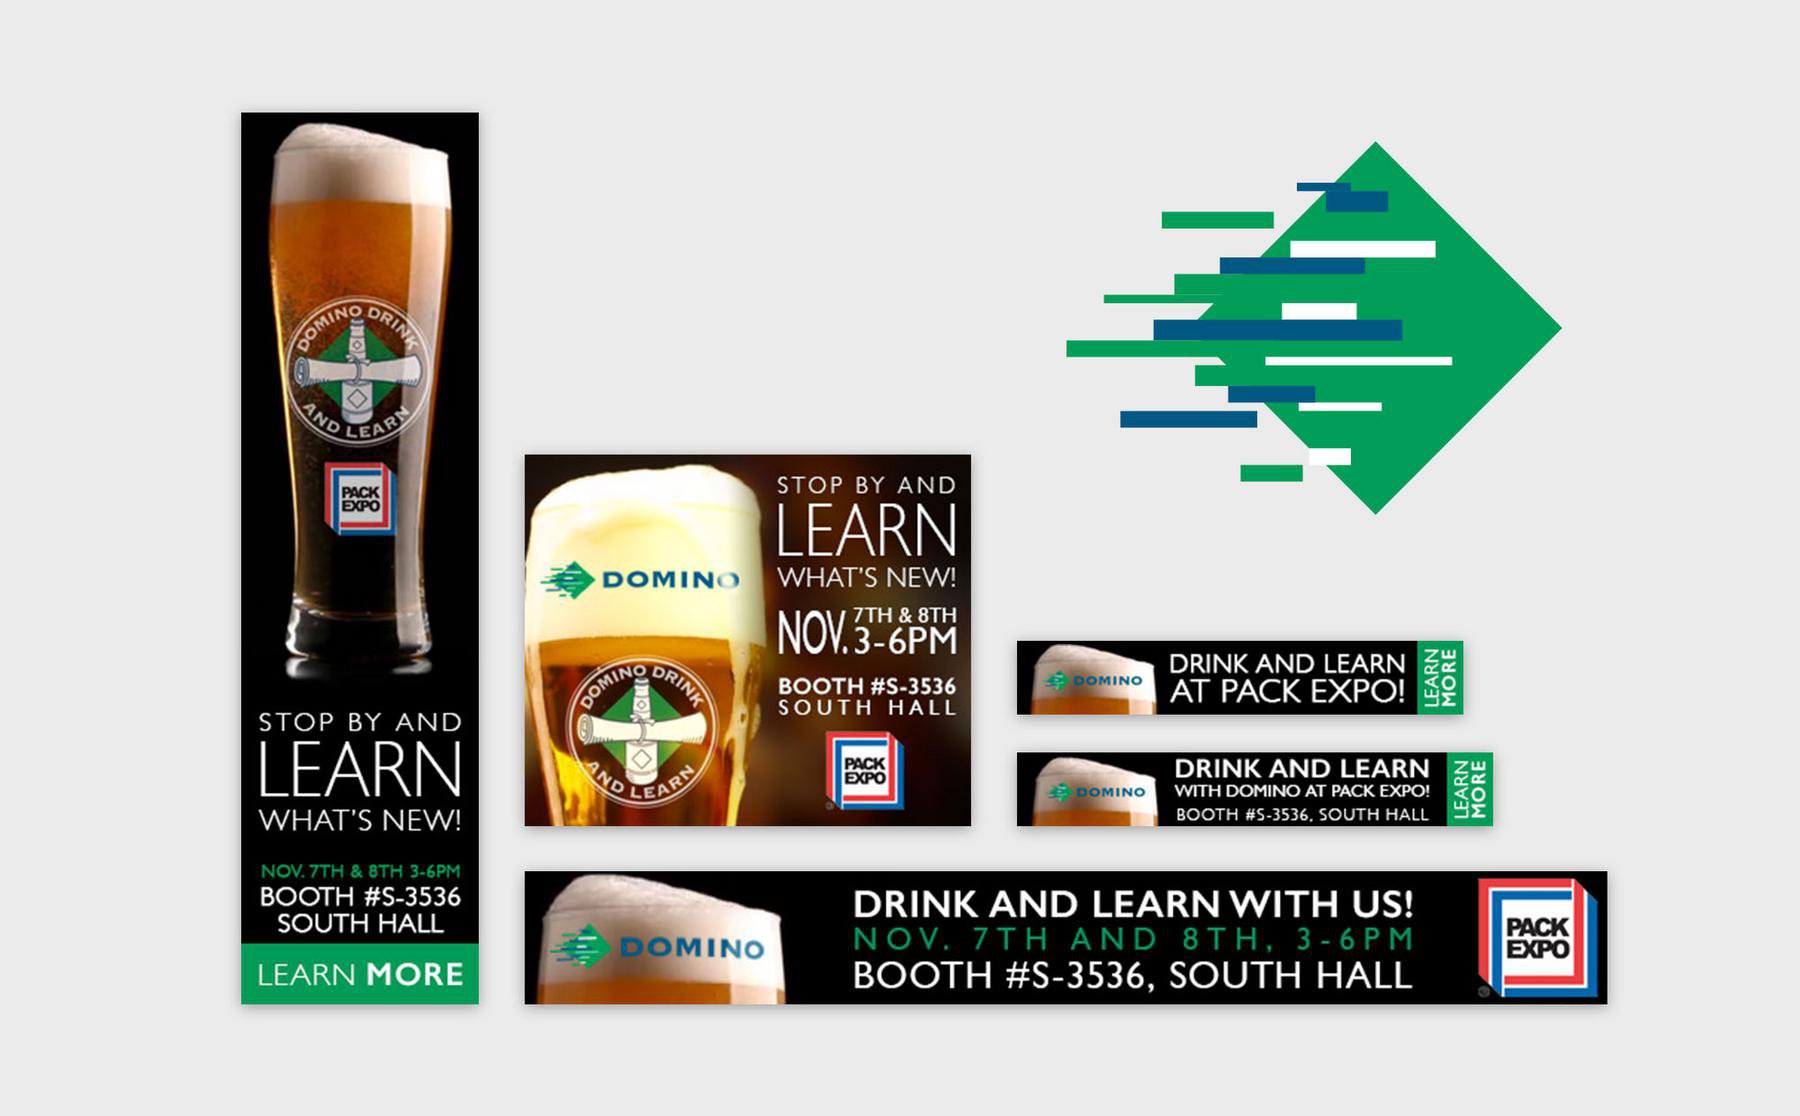 DOMINO DRINK
AND LEARN
PACK
EXPO
STOP BY AND
LEARN
WHAT'S NEW!
NOV. 7TH & 8TH 3-6PM
BOOTH #S-3536
SOUTH HALL
LEARN MORE
DOMINO
DOMINO DRINK
AND LEARN
STOP BY AND
LEARN
WHAT'S NEW!
NOV. 7TH & 8TH
3-6PM
BOOTH #S-3536
SOUTH HALL
PACK
EXPO
DOMINO
DRINK AND LEARN
AT PACK EXPO!
LEARN
MORE
DOMINO
DRINK AND LEARN
WITH DOMINO AT PACK EXPO!
BOOTH #S-3536, SOUTH HALL
LEARN
MORE
DOMINO
DRINK AND LEARN WITH US!
NOV. 7TH AND 8TH, 3-6PM
BOOTH #S-3536, SOUTH HALL
PACK
EXPO